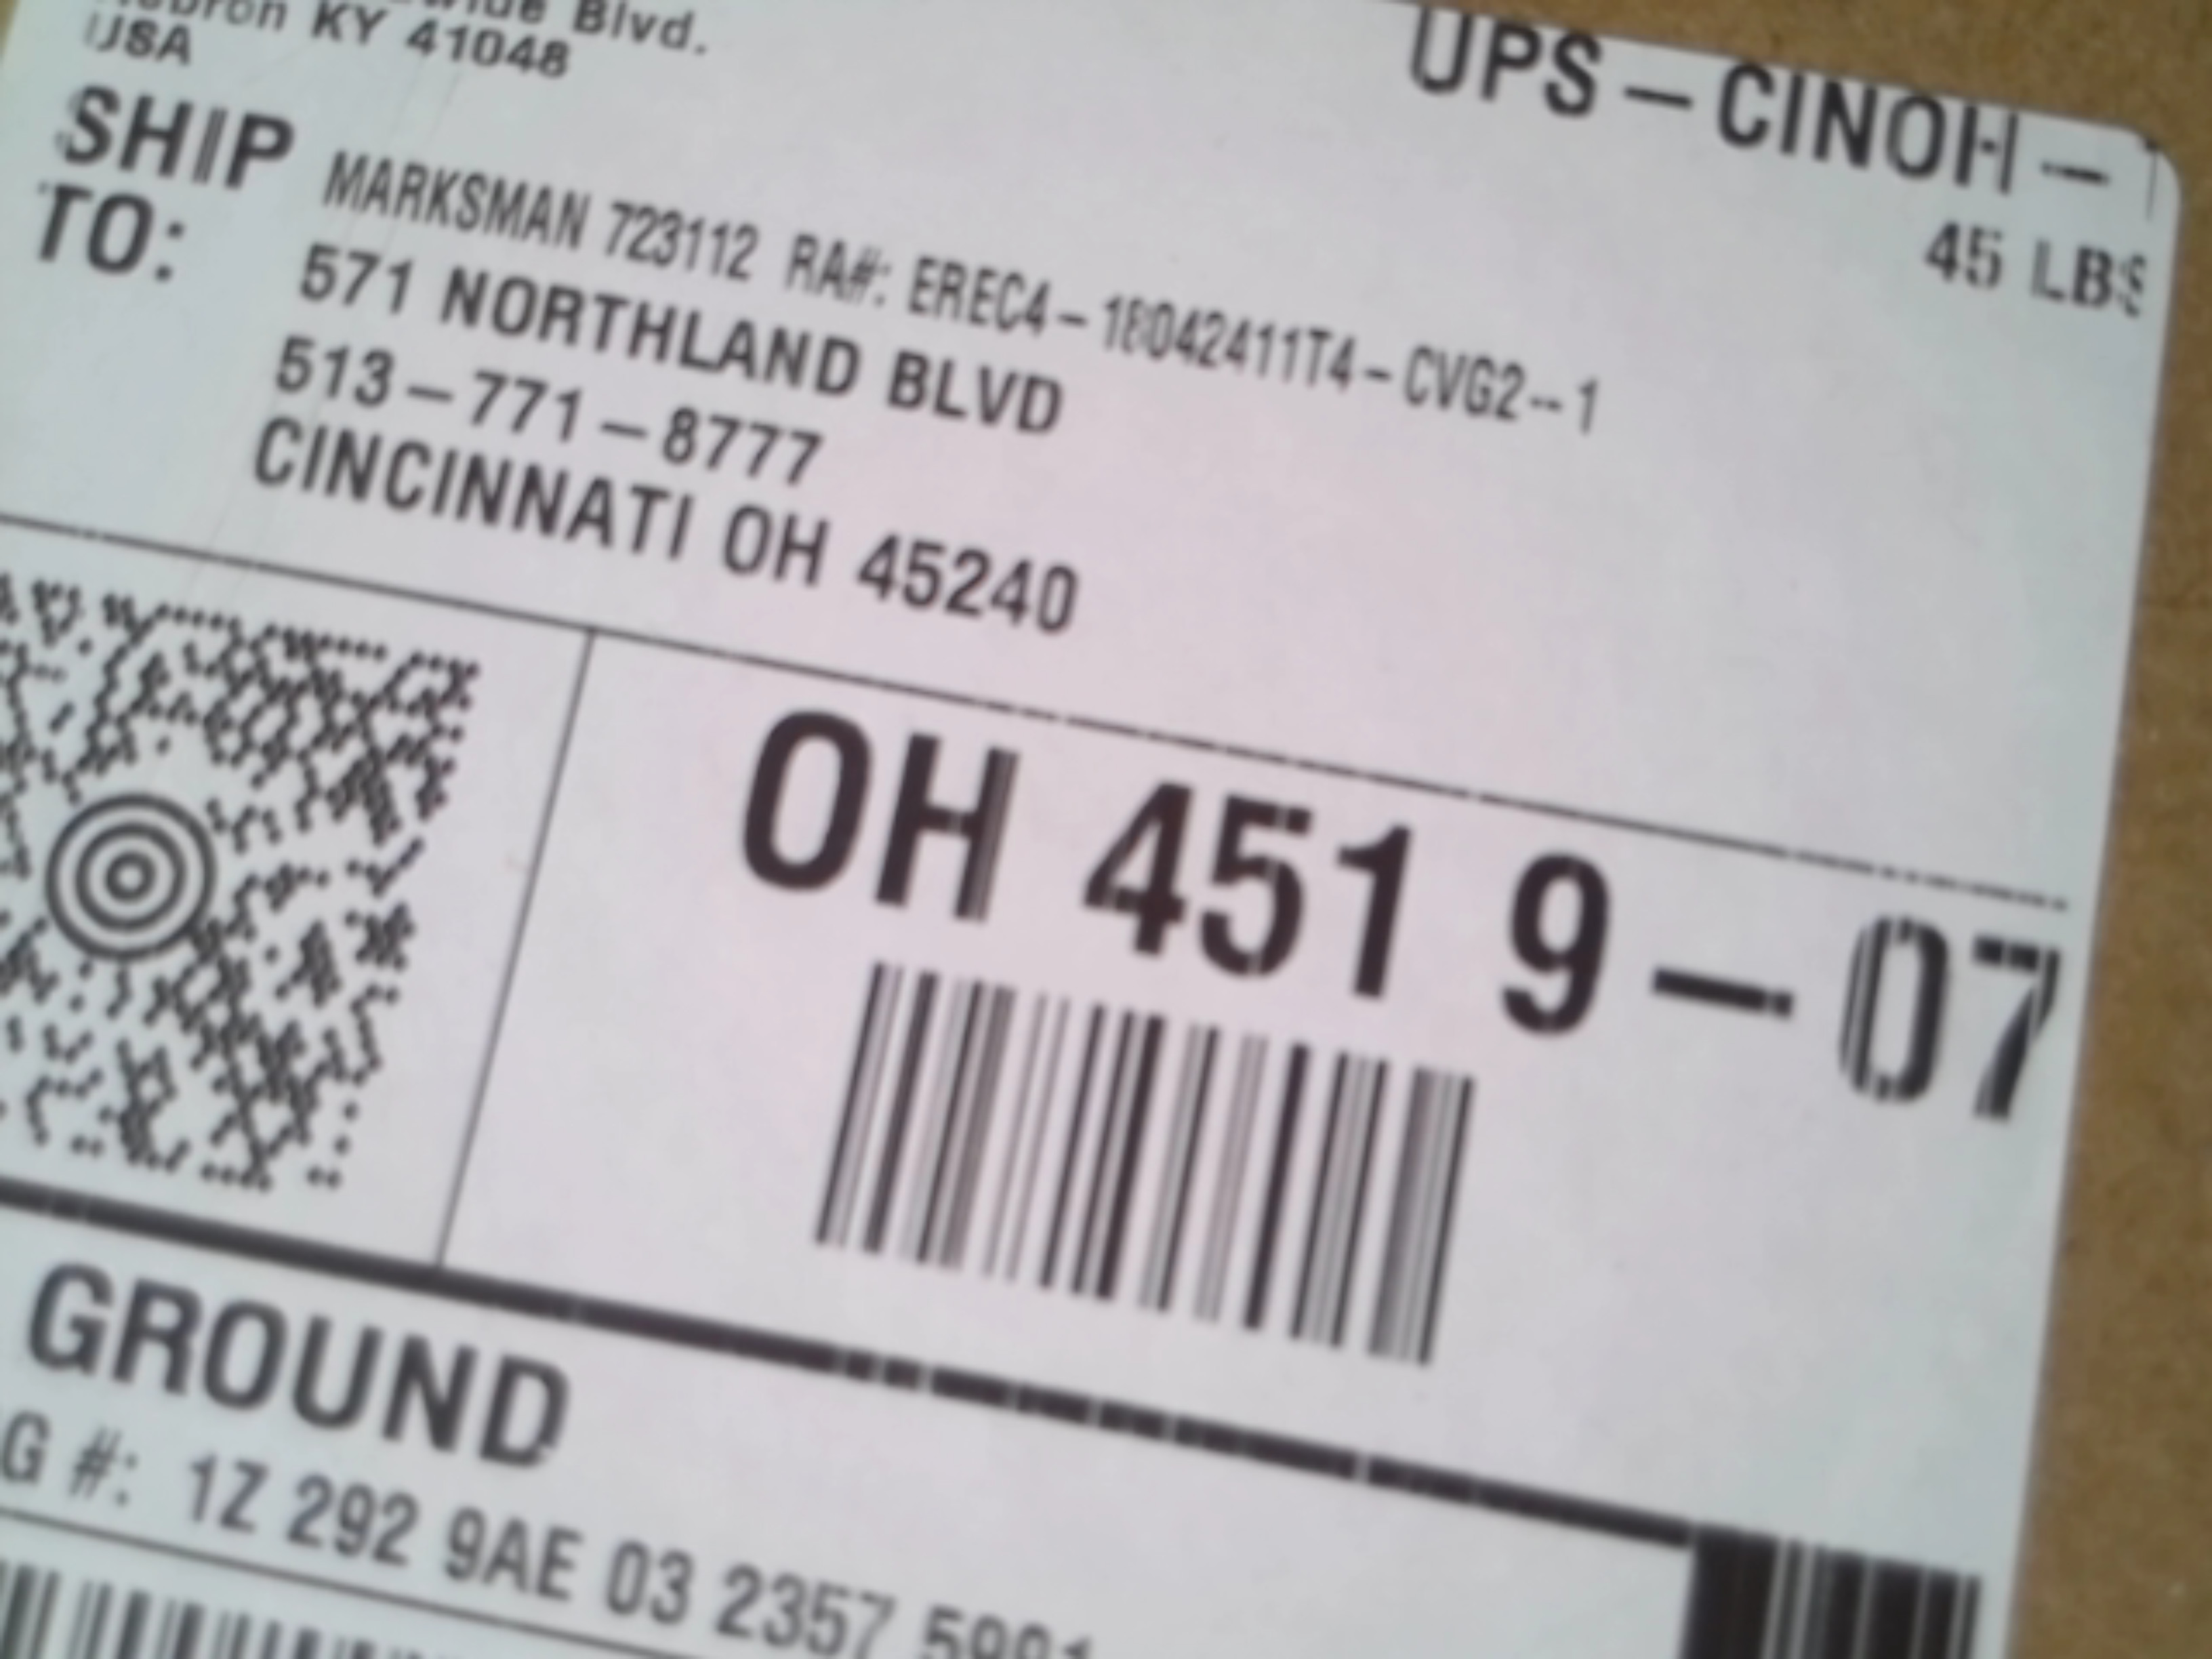 Blvd.
KY 41048
USA
UPS – CINOH –
45 LBS
SHIP
TO:
MARKSMAN 723112 RA#: EREC4 – 18042411T4 – CVG2 -- 1
571 NORTHLAND BLVD
513 – 771 – 8777
CINCINNATI OH 45240
OH 451 9 – 07
GROUND
#: 1Z 292 9AE 03 2357